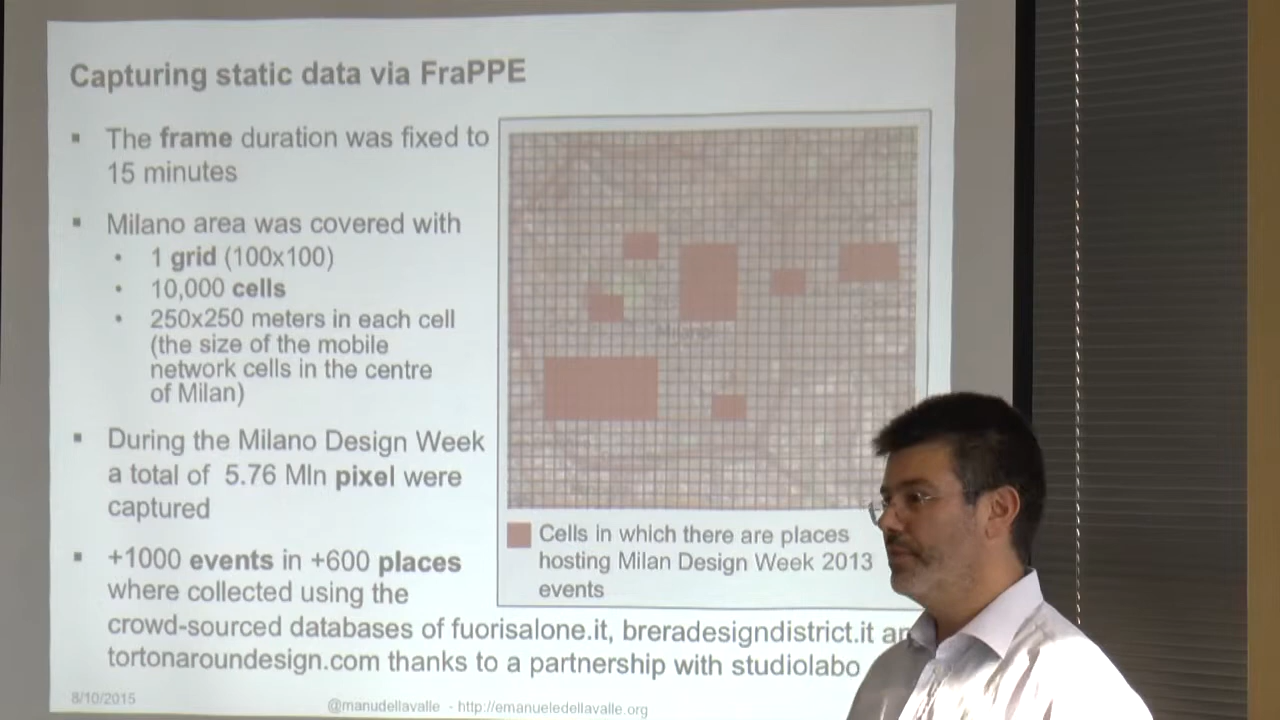 Capturing static data via FraPPE
▪ The frame duration was fixed to
15 minutes
▪ Milano area was covered with
• 1 grid (100x100)
• 10,000 cells
• 250x250 meters in each cell
(the size of the mobile
network cells in the centre
of Milan)
▪ During the Milano Design Week
a total of 5.76 Mln pixel were
captured
▪ +1000 events in +600 places
where collected using the
crowd-sourced databases of fuorisalone.it, breradesigndistrict.it
tortonaroundesign.com thanks to a partnership with studiolabo
Milano
Cells in which there are places
hosting Milan Design Week 2013
events
8/10/2015
@manudellavalle - http://emanueledellavalle.org